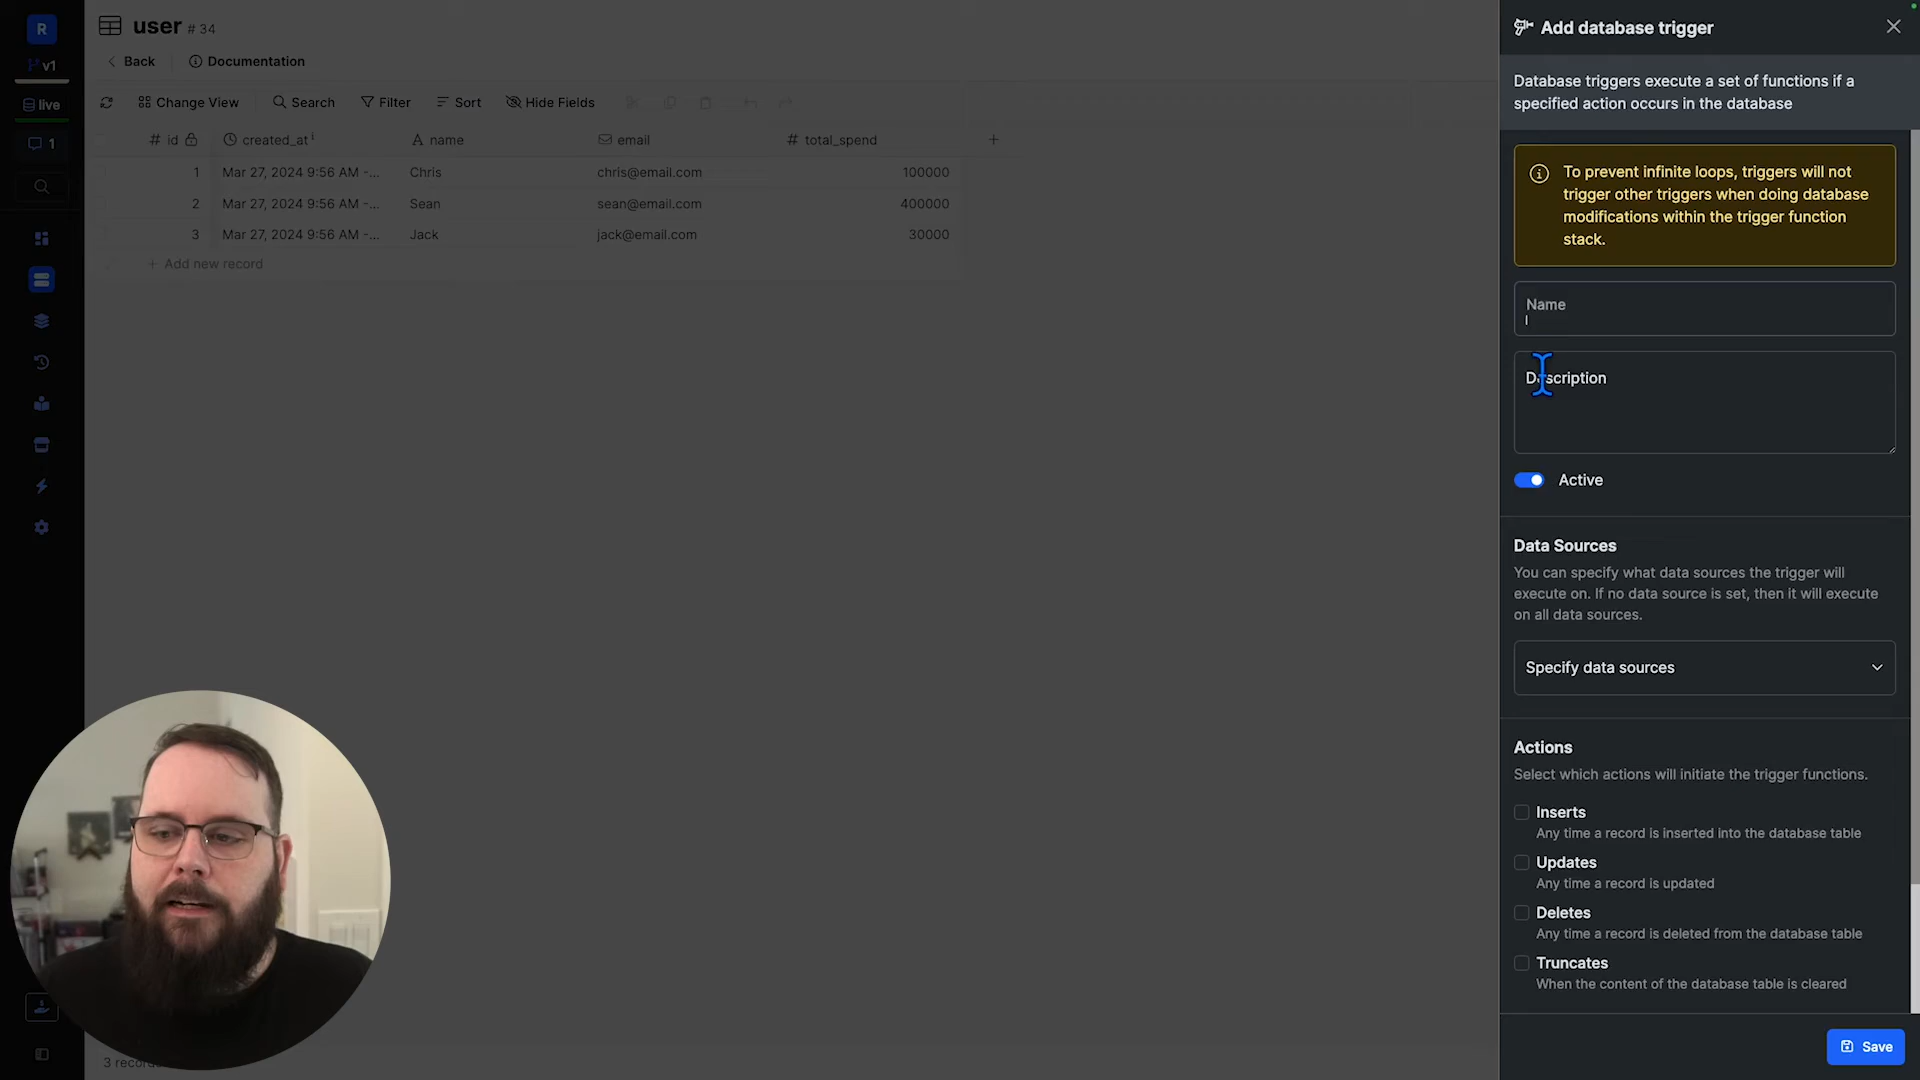 R
v1
live
1
user # 34
Back
Documentation
Change View
Search
Filter
Sort
Hide Fields
# id
created_at i
A name
email
# total_spend
+
1 Mar 27, 2024 9:56 AM -... Chris chris@email.com 100000
2 Mar 27, 2024 9:56 AM -... Sean sean@email.com 400000
3 Mar 27, 2024 9:56 AM -... Jack jack@email.com 30000
+ Add new record
3 recor
Add database trigger
Database triggers execute a set of functions if a
specified action occurs in the database
To prevent infinite loops, triggers will not
trigger other triggers when doing database
modifications within the trigger function
stack.
Name
Description
Active
Data Sources
You can specify what data sources the trigger will
execute on. If no data source is set, then it will execute
on all data sources.
Specify data sources
Actions
Select which actions will initiate the trigger functions.
Inserts
Any time a record is inserted into the database table
Updates
Any time a record is updated
Deletes
Any time a record is deleted from the database table
Truncates
When the content of the database table is cleared
Save